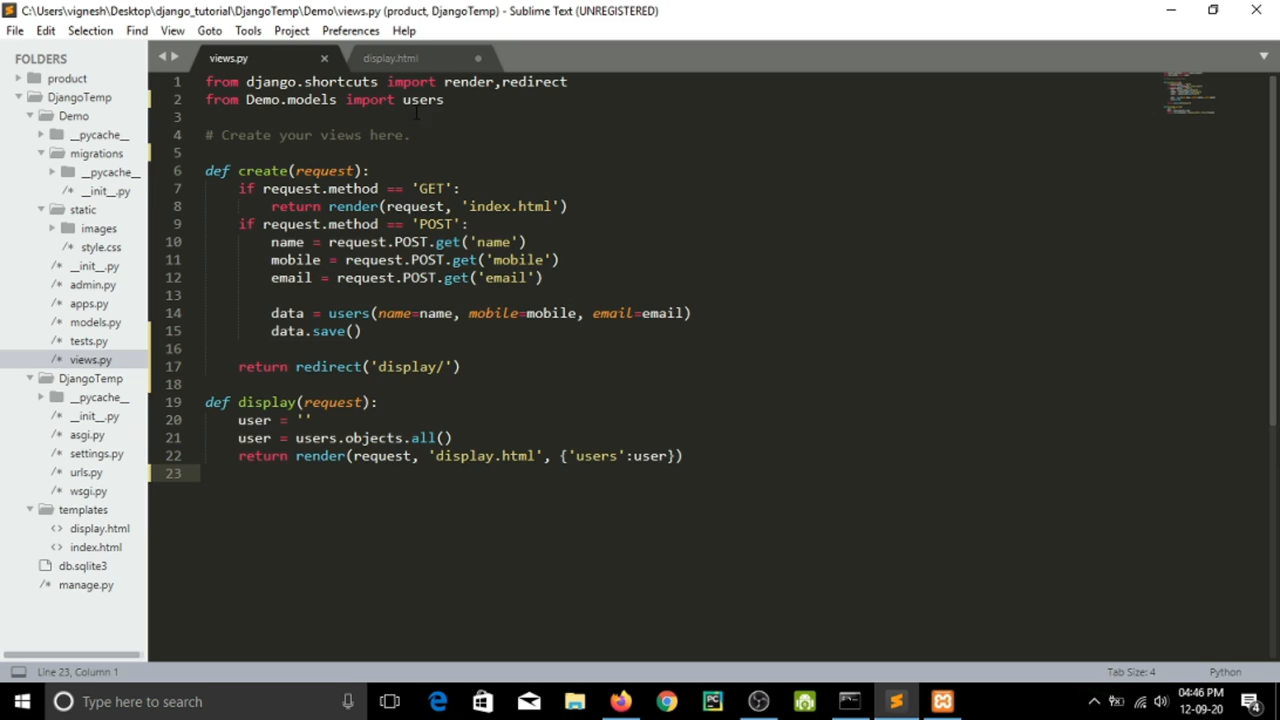 C:\Users\vignesh\Desktop\django_tutorial\DjangoTemp\Demo\views.py (product, DjangoTemp) - Sublime Text (UNREGISTERED)
File Edit Selection Find View Goto Tools Project Preferences Help
FOLDERS
product
DjangoTemp
Demo
__pycache__
migrations
__pycache__
/* __init__.py
static
images
/* style.css
/* __init__.py
/* admin.py
/* apps.py
/* models.py
/* tests.py
/* views.py
DjangoTemp
__pycache__
/* __init__.py
/* asgi.py
/* settings.py
/* urls.py
/* wsgi.py
templates
<> display.html
<> index.html
db.sqlite3
/* manage.py
views.py display.html
1 from django.shortcuts import render,redirect
2 from Demo.models import users
3
4 # Create your views here.
5
6 def create(request):
7     if request.method == 'GET':
8         return render(request, 'index.html')
9     if request.method == 'POST':
10         name = request.POST.get('name')
11         mobile = request.POST.get('mobile')
12         email = request.POST.get('email')
13
14         data = users(name=name, mobile=mobile, email=email)
15         data.save()
16
17     return redirect('display/')
18
19 def display(request):
20     user = ''
21     user = users.objects.all()
22     return render(request, 'display.html', {'users':user})
23
Line 23, Column 1 Tab Size: 4 Python
Type here to search
04:46 PM
12-09-20
4